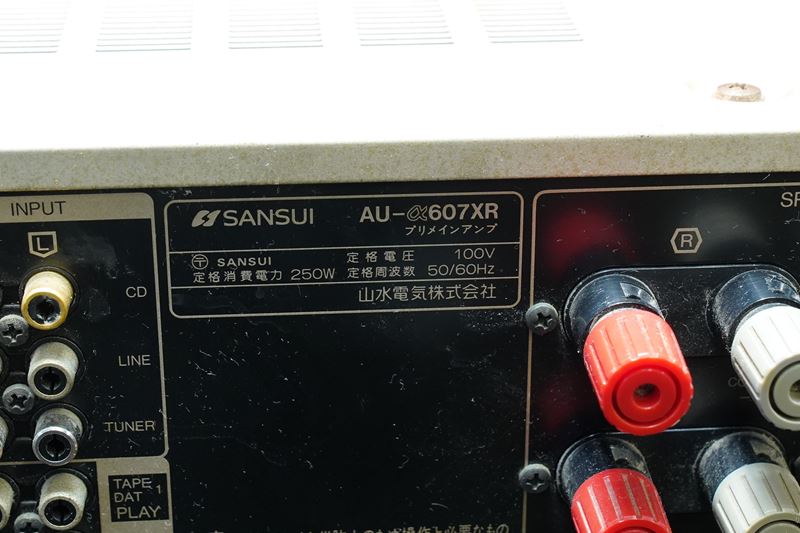 INPUT
L
CD
LINE
TUNER
TAPE 1
DAT
PLAY
SANSUI AU-α607XR
プリメインアンプ
〒 SANSUI 定格電圧 100V
定格消費電力 250W 定格周波数 50/60Hz
山水電気株式会社
R